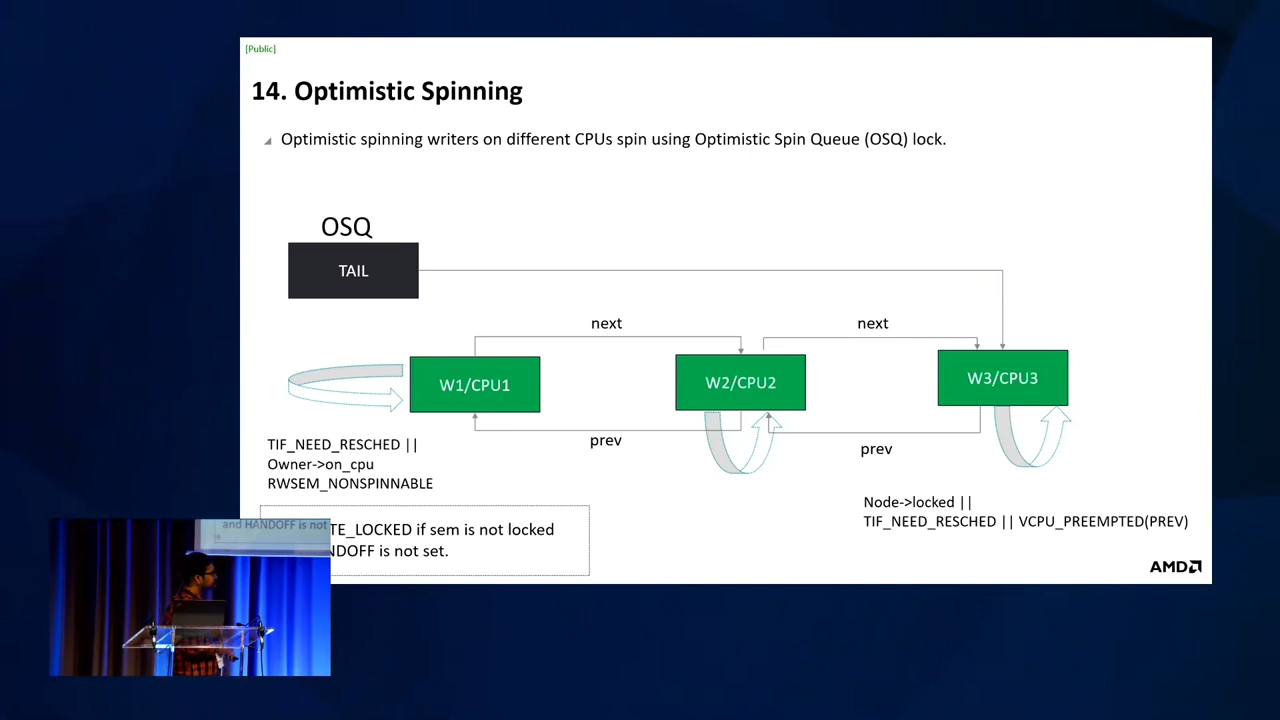 [Public]
14. Optimistic Spinning
Optimistic spinning writers on different CPUs spin using Optimistic Spin Queue (OSQ) lock.
OSQ
TAIL
next
next
W1/CPU1
W2/CPU2
W3/CPU3
prev
prev
TIF_NEED_RESCHED ||
Owner->on_cpu
RWSEM_NONSPINNABLE
Node->locked ||
TIF_NEED_RESCHED || VCPU_PREEMPTED(PREV)
TE_LOCKED if sem is not locked
NDOFF is not set.
and HANDOFF is not
AMD